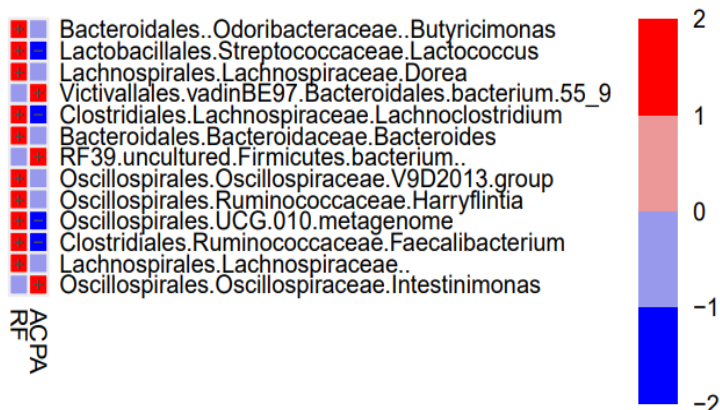 Bacteroidales..Odoribacteraceae..Butyricimonas
Lactobacillales.Streptococcaceae.Lactococcus
Lachnospirales.Lachnospiraceae.Dorea
Victivallales.vadinBE97.Bacteroidales.bacterium.55_9
Clostridiales.Lachnospiraceae.Lachnoclostridium
Bacteroidales.Bacteroidaceae.Bacteroides
RF39.uncultured.Firmicutes.bacterium..
Oscillospirales.Oscillospiraceae.V9D2013.group
Oscillospirales.Ruminococcaceae.Harryflintia
Oscillospirales.UCG.010.metagenome
Clostridiales.Ruminococcaceae.Faecalibacterium
Lachnospirales.Lachnospiraceae..
Oscillospirales.Oscillospiraceae.Intestinimonas
RF
ACPA
2
1
0
−1
−2